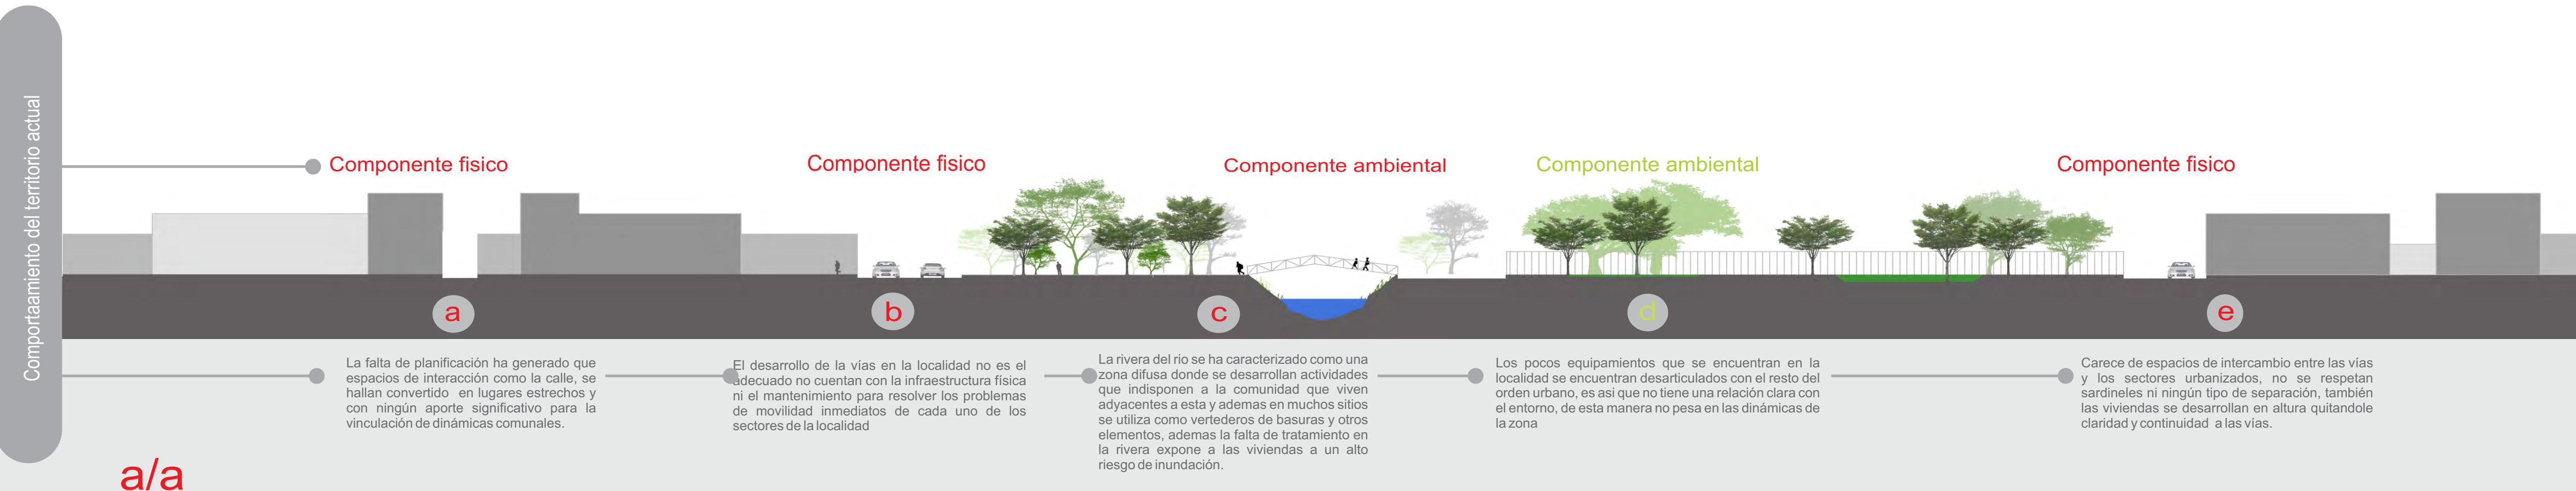 Comportaamiento del territorio actual
Componente fisico
Componente fisico
Componente ambiental
Componente ambiental
Componente fisico
a
b
c
d
e
La falta de planificación ha generado que
espacios de interacción como la calle, se
hallan convertido en lugares estrechos y
con ningún aporte significativo para la
vinculación de dinámicas comunales.
El desarrollo de la vías en la localidad no es el
adecuado no cuentan con la infraestructura física
ni el mantenimiento para resolver los problemas
de movilidad inmediatos de cada uno de los
sectores de la localidad
La rivera del rio se ha caracterizado como una
zona difusa donde se desarrollan actividades
que indisponen a la comunidad que viven
adyacentes a esta y ademas en muchos sitios
se utiliza como vertederos de basuras y otros
elementos, ademas la falta de tratamiento en
la rivera expone a las viviendas a un alto
riesgo de inundación.
Los pocos equipamientos que se encuentran en la
localidad se encuentran desarticulados con el resto del
orden urbano, es asi que no tiene una relación clara con
el entorno, de esta manera no pesa en las dinámicas de
la zona
Carece de espacios de intercambio entre las vías
y los sectores urbanizados, no se respetan
sardineles ni ningún tipo de separación, también
las viviendas se desarrollan en altura quitandole
claridad y continuidad a las vías.
a/a